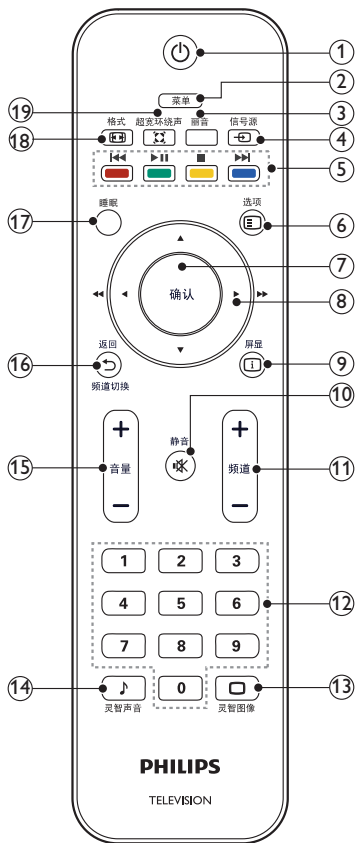 ①
②
菜单
⑲
③
格式 超宽环绕声 丽音 信号源
⑱
④
⑤
睡眠
选项
⑰
⑥
⑦
确认
⑧
返回
屏显
⑯
⑨
频道切换
⑩
静音
+
+
⑮
音量
频道
⑪
−
−
1 2 3
4 5 6
⑫
7 8 9
⑭
0
⑬
灵智声音
灵智图像
PHILIPS
TELEVISION